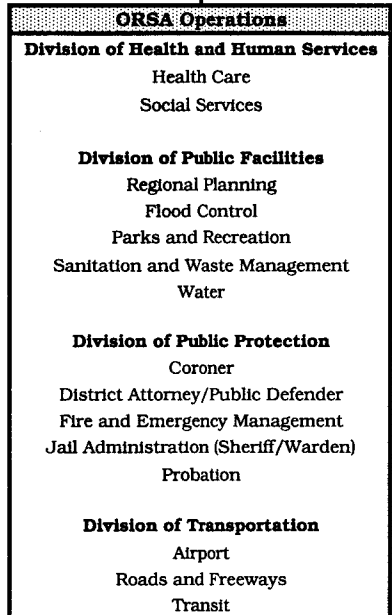 ORSA Operations
Division of Health and Human Services
Health Care
Social Services
Division of Public Facilities
Regional Planning
Flood Control
Parks and Recreation
Sanitation and Waste Management
Water
Division of Public Protection
Coroner
District Attorney/Public Defender
Fire and Emergency Management
Jail Administration (Sheriff/Warden)
Probation
Division of Transportation
Airport
Roads and Freeways
Transit